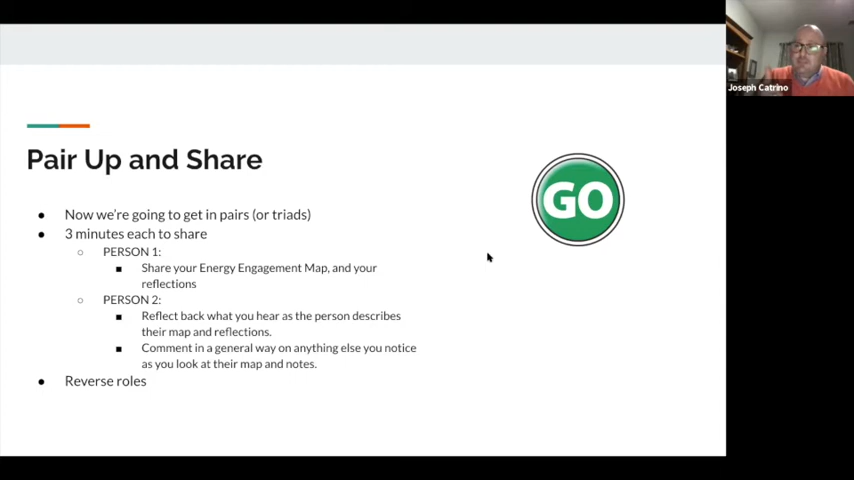 Joseph Catrino
Pair Up and Share
GO
● Now we're going to get in pairs (or triads)
● 3 minutes each to share
○ PERSON 1:
■ Share your Energy Engagement Map, and your
reflections
○ PERSON 2:
■ Reflect back what you hear as the person describes
their map and reflections.
■ Comment in a general way on anything else you notice
as you look at their map and notes.
● Reverse roles